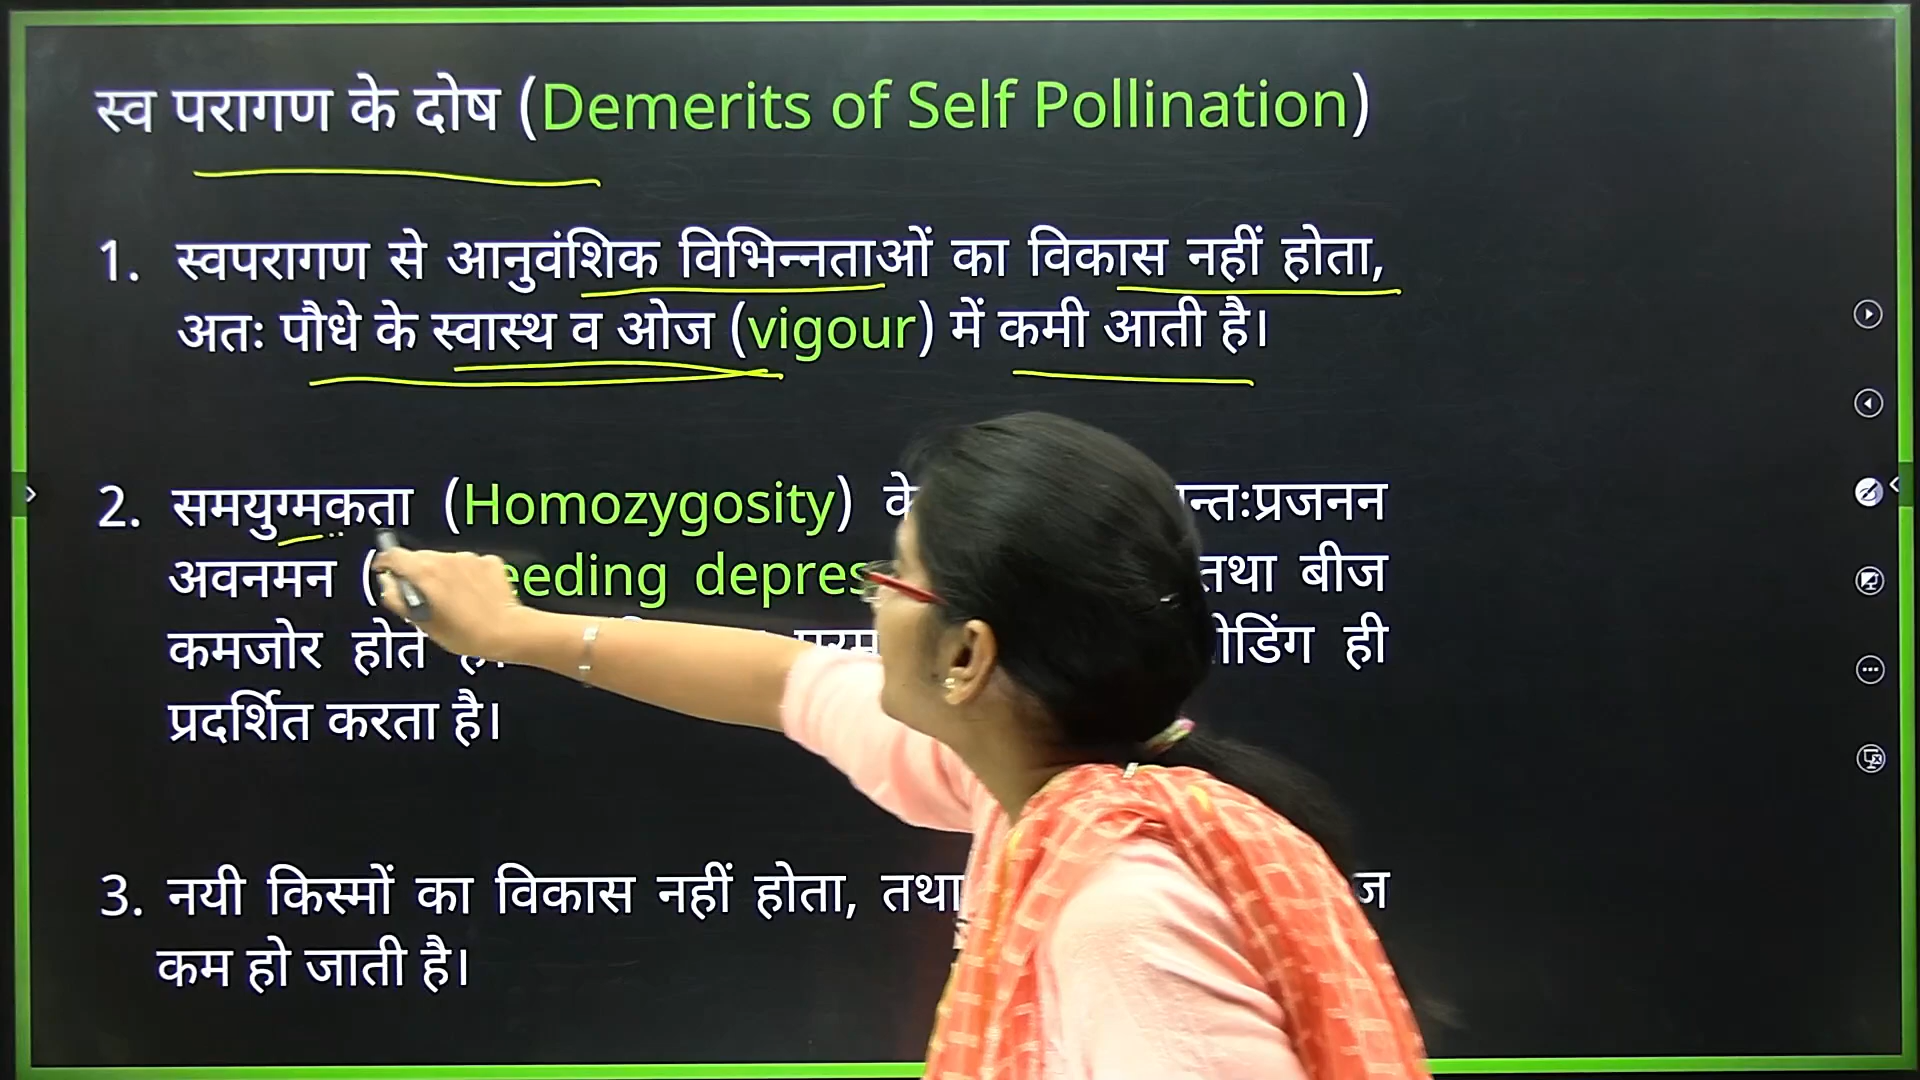 स्व परागण के दोष (Demerits of Self Pollination)
1. स्वपरागण से आनुवंशिक विभिन्नताओं का विकास नहीं होता,
अतः पौधे के स्वास्थ व ओज (vigour) में कमी आती है।
2. समयुग्मकता (Homozygosity)
अवनमन तथा बीज
कमजोर होते ही
प्रदर्शित करता है।
3. नयी किस्मों का विकास नहीं होता, तथा
कम हो जाती है।